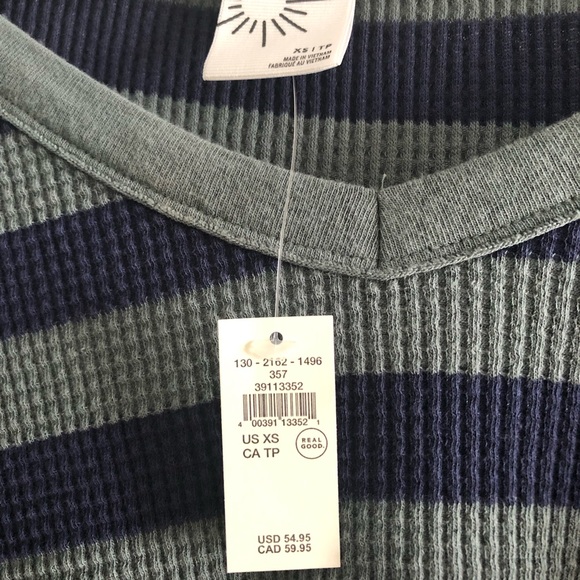 XS | TP
MADE IN VIETNAM
FABRIQUÉ AU VIETNAM
130 - 2162 - 1496
357
39113352
4 00391 13352 1
US XS
CA TP
REAL GOOD.
USD 54.95
CAD 59.95